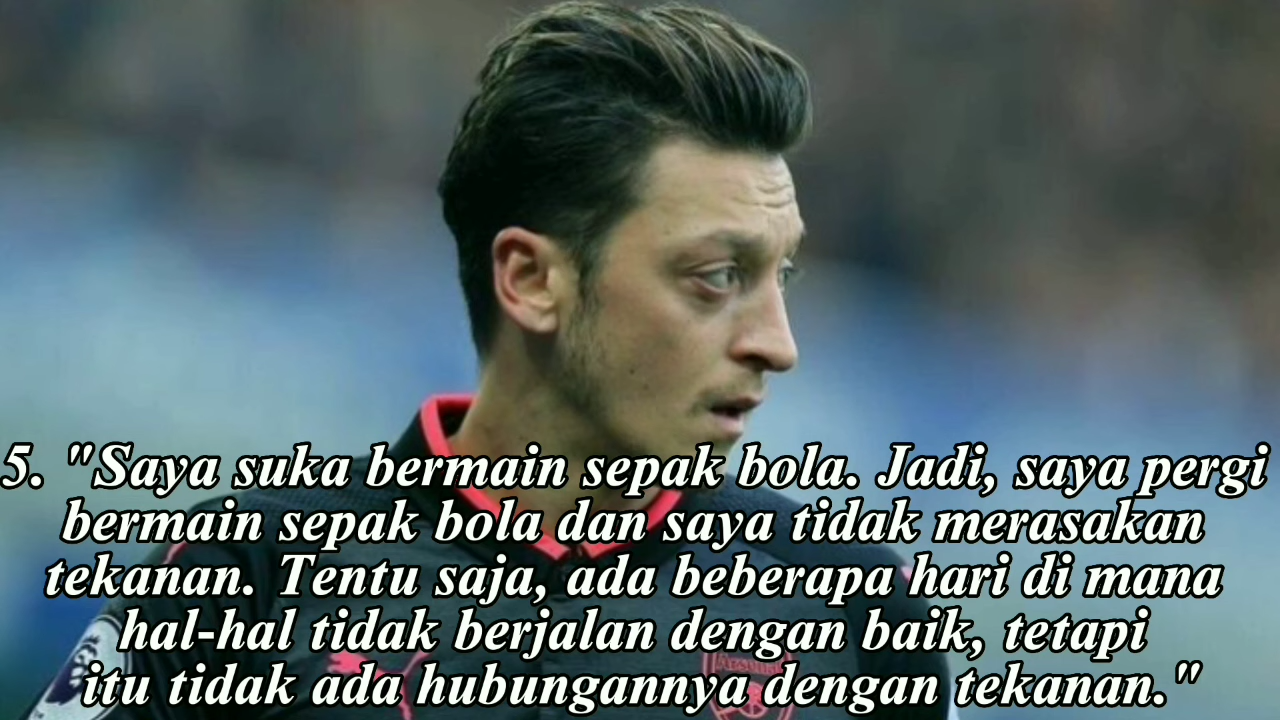 5. "Saya suka bermain sepak bola. Jadi, saya pergi
bermain sepak bola dan saya tidak merasakan
tekanan. Tentu saja, ada beberapa hari di mana
hal-hal tidak berjalan dengan baik, tetapi
itu tidak ada hubungannya dengan tekanan."
Arsenal